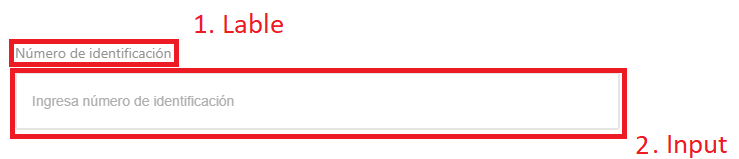 1. Lable
Número de identificación
Ingresa número de identificación
2. Input